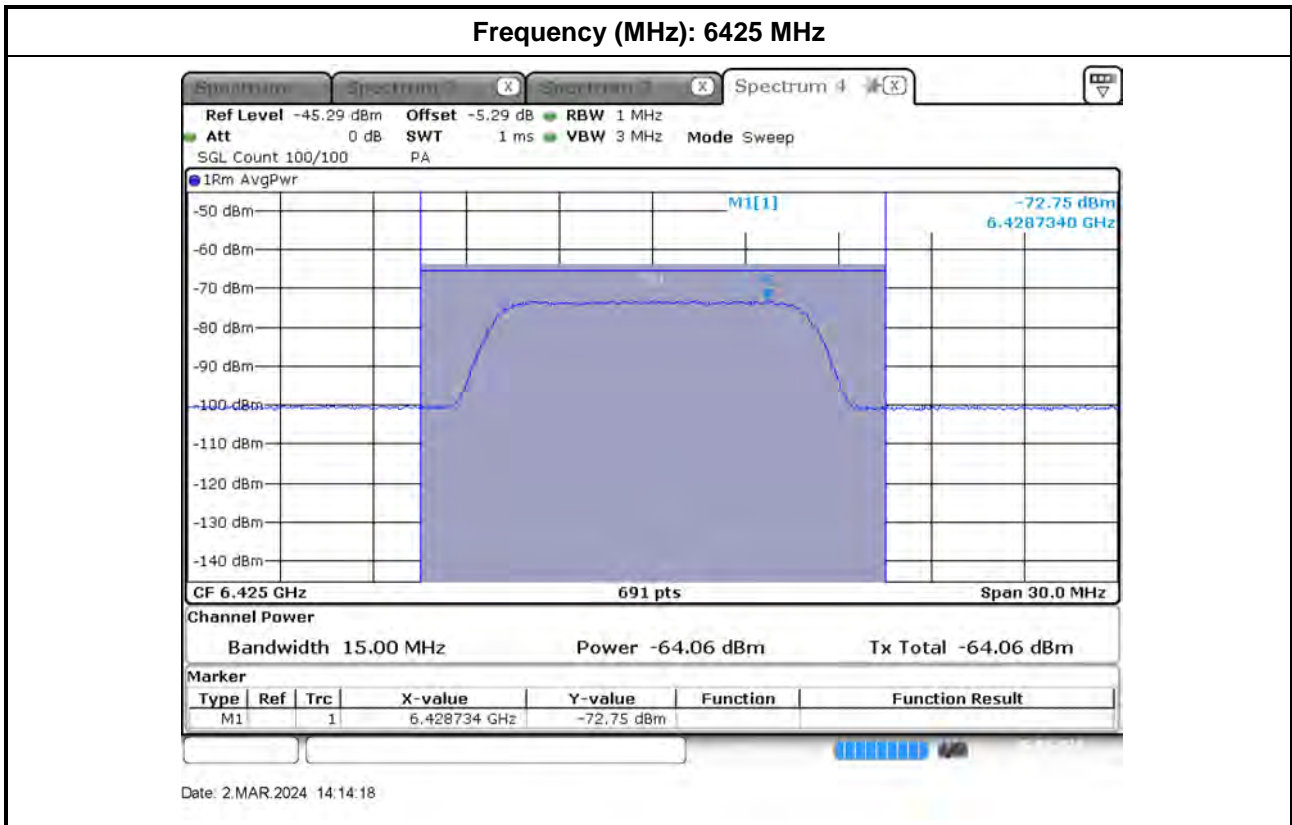 Frequency (MHz): 6425 MHz
Spectrum Spectrum 2 X Spectrum 3 X Spectrum 4 X
Ref Level -45.29 dBm Offset -5.29 dB RBW 1 MHz
Att 0 dB SWT 1 ms VBW 3 MHz Mode Sweep
SGL Count 100/100 PA
1Rm AvgPwr
M1[1] -72.75 dBm
6.4287340 GHz
-50 dBm
-60 dBm
-70 dBm
-80 dBm
-90 dBm
-100 dBm
-110 dBm
-120 dBm
-130 dBm
-140 dBm
CF 6.425 GHz 691 pts Span 30.0 MHz
Channel Power
Bandwidth 15.00 MHz Power -64.06 dBm Tx Total -64.06 dBm
Marker
Type Ref Trc X-value Y-value Function Function Result
M1 1 6.428734 GHz -72.75 dBm
Date: 2.MAR.2024 14:14:18